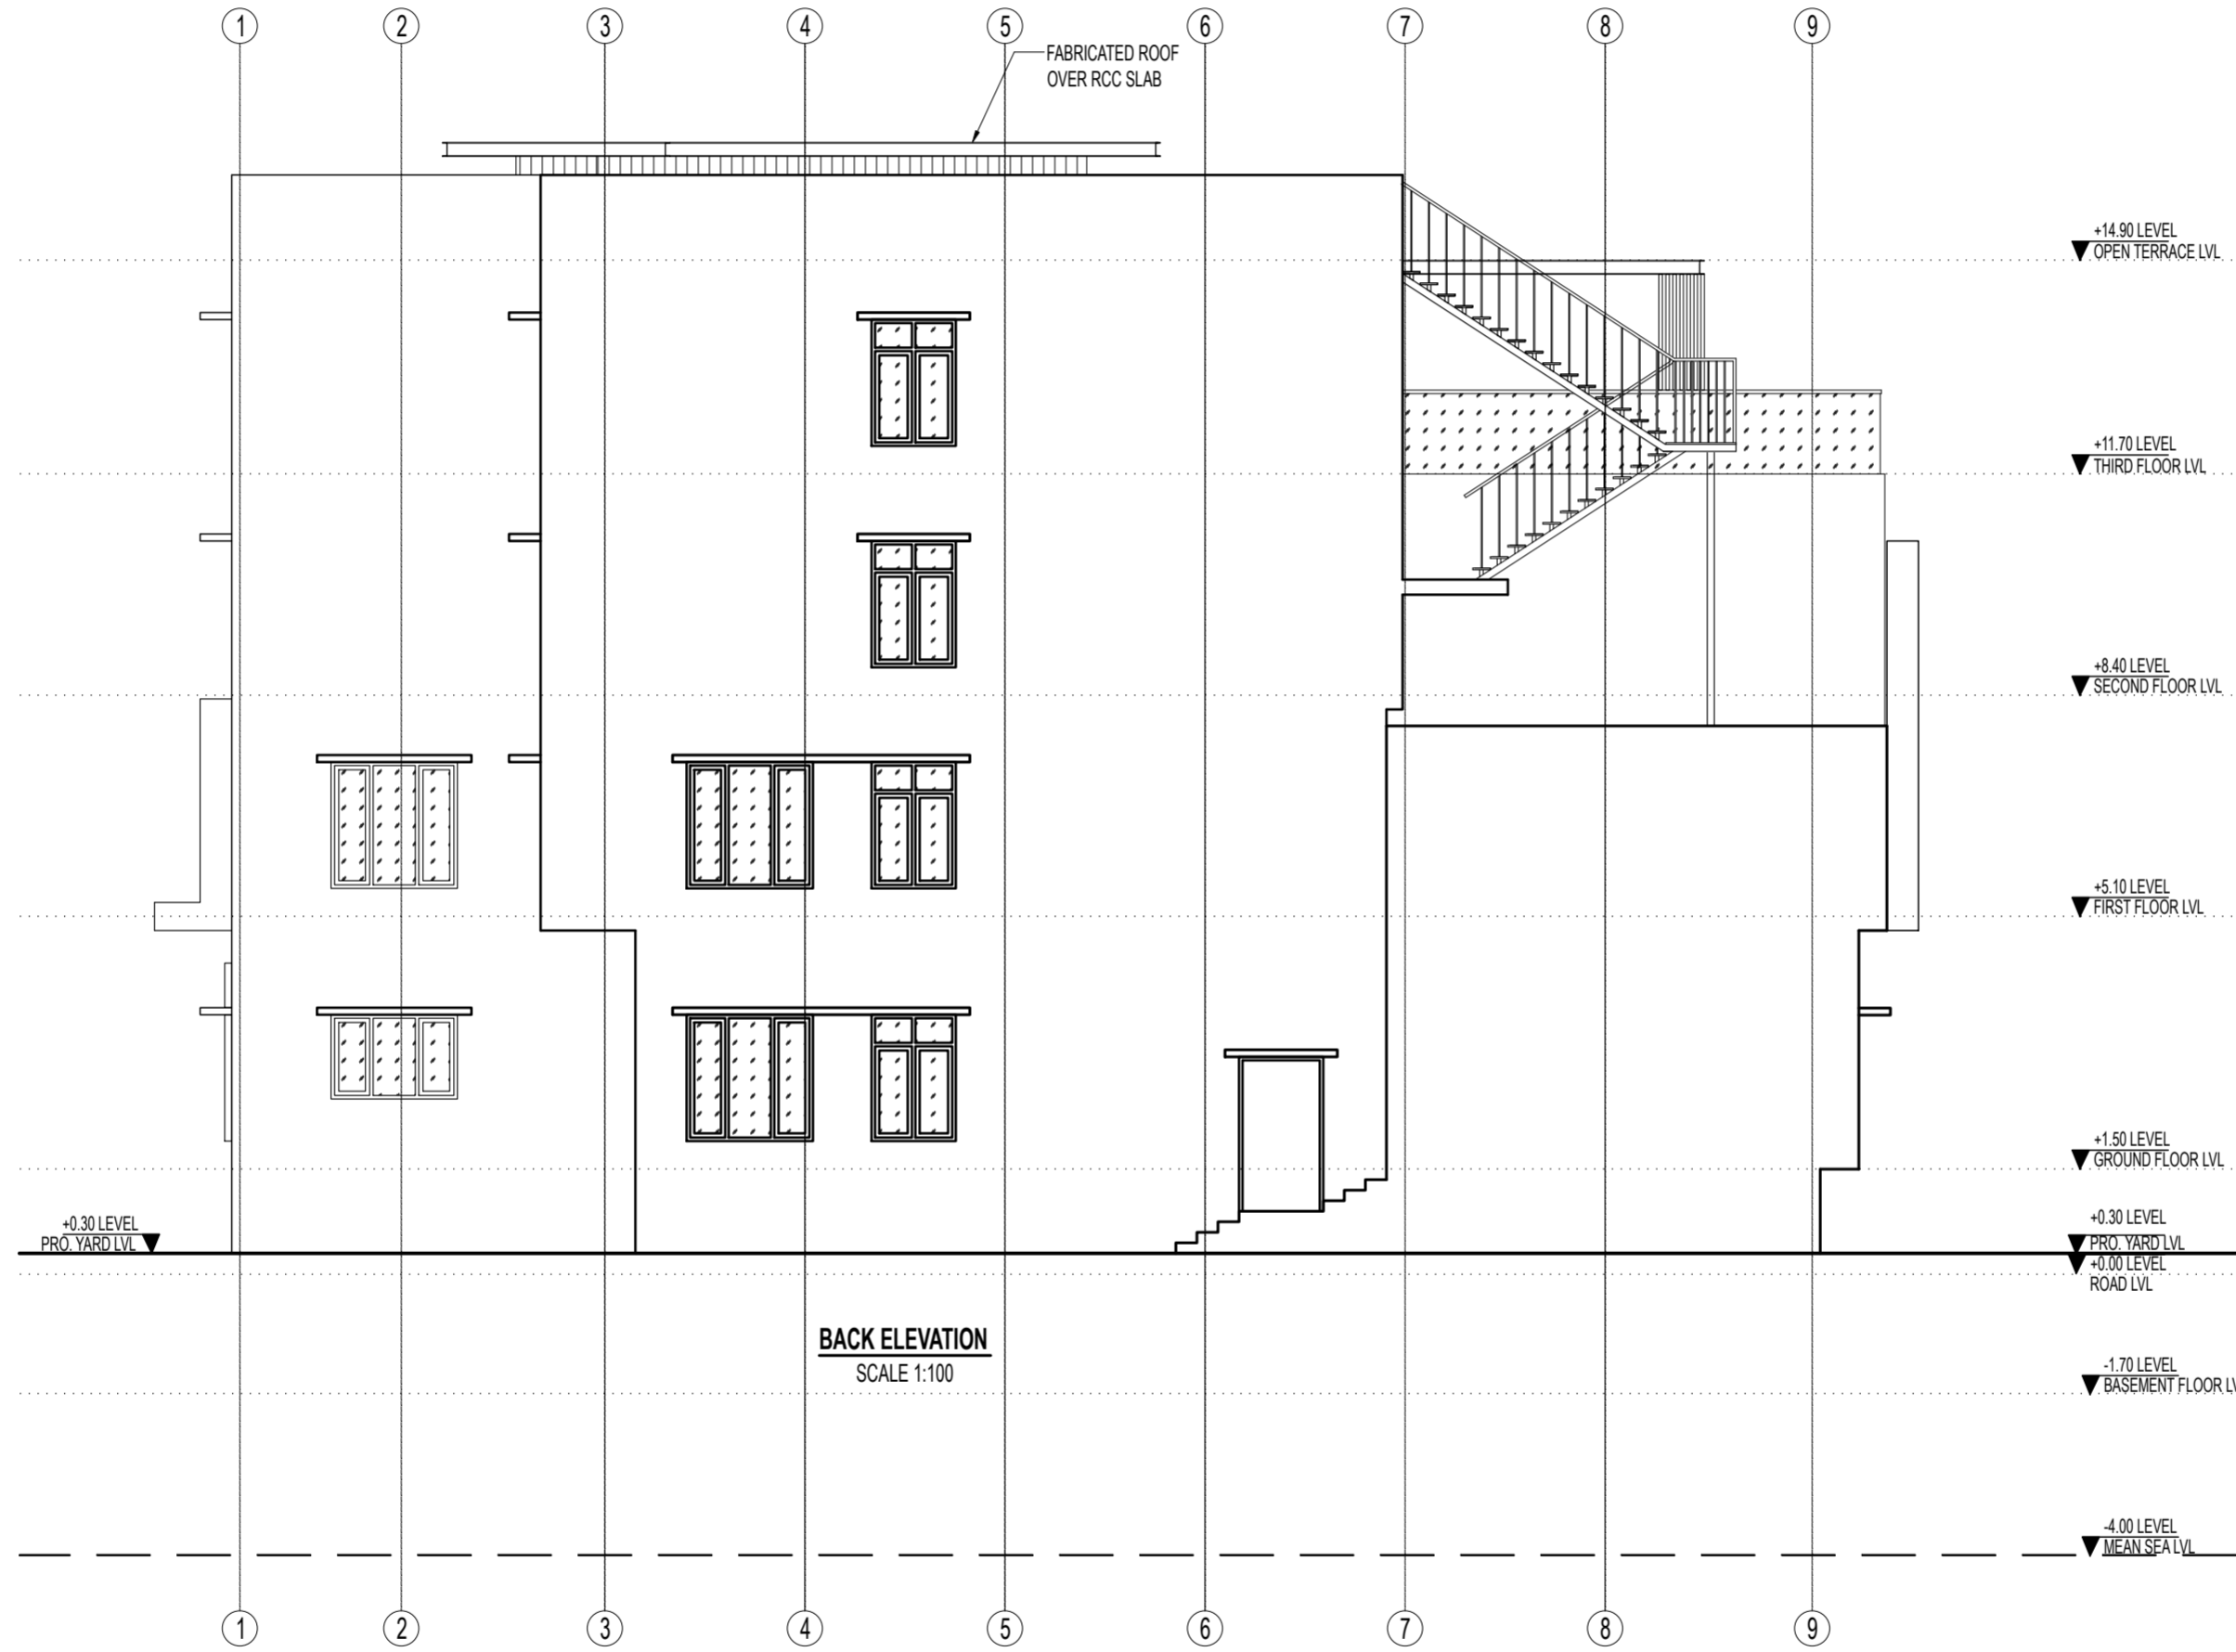 1 2 3 4 5 6 7 8 9
FABRICATED ROOF
OVER RCC SLAB
+14.90 LEVEL
OPEN TERRACE LVL
+11.70 LEVEL
THIRD FLOOR LVL
+8.40 LEVEL
SECOND FLOOR LVL
+5.10 LEVEL
FIRST FLOOR LVL
+1.50 LEVEL
GROUND FLOOR LVL
+0.30 LEVEL
PRO. YARD LVL
+0.30 LEVEL
PRO. YARD LVL
+0.00 LEVEL
ROAD LVL
BACK ELEVATION
SCALE 1:100
-1.70 LEVEL
BASEMENT FLOOR LV
-4.00 LEVEL
MEAN SEA LVL
1 2 3 4 5 6 7 8 9